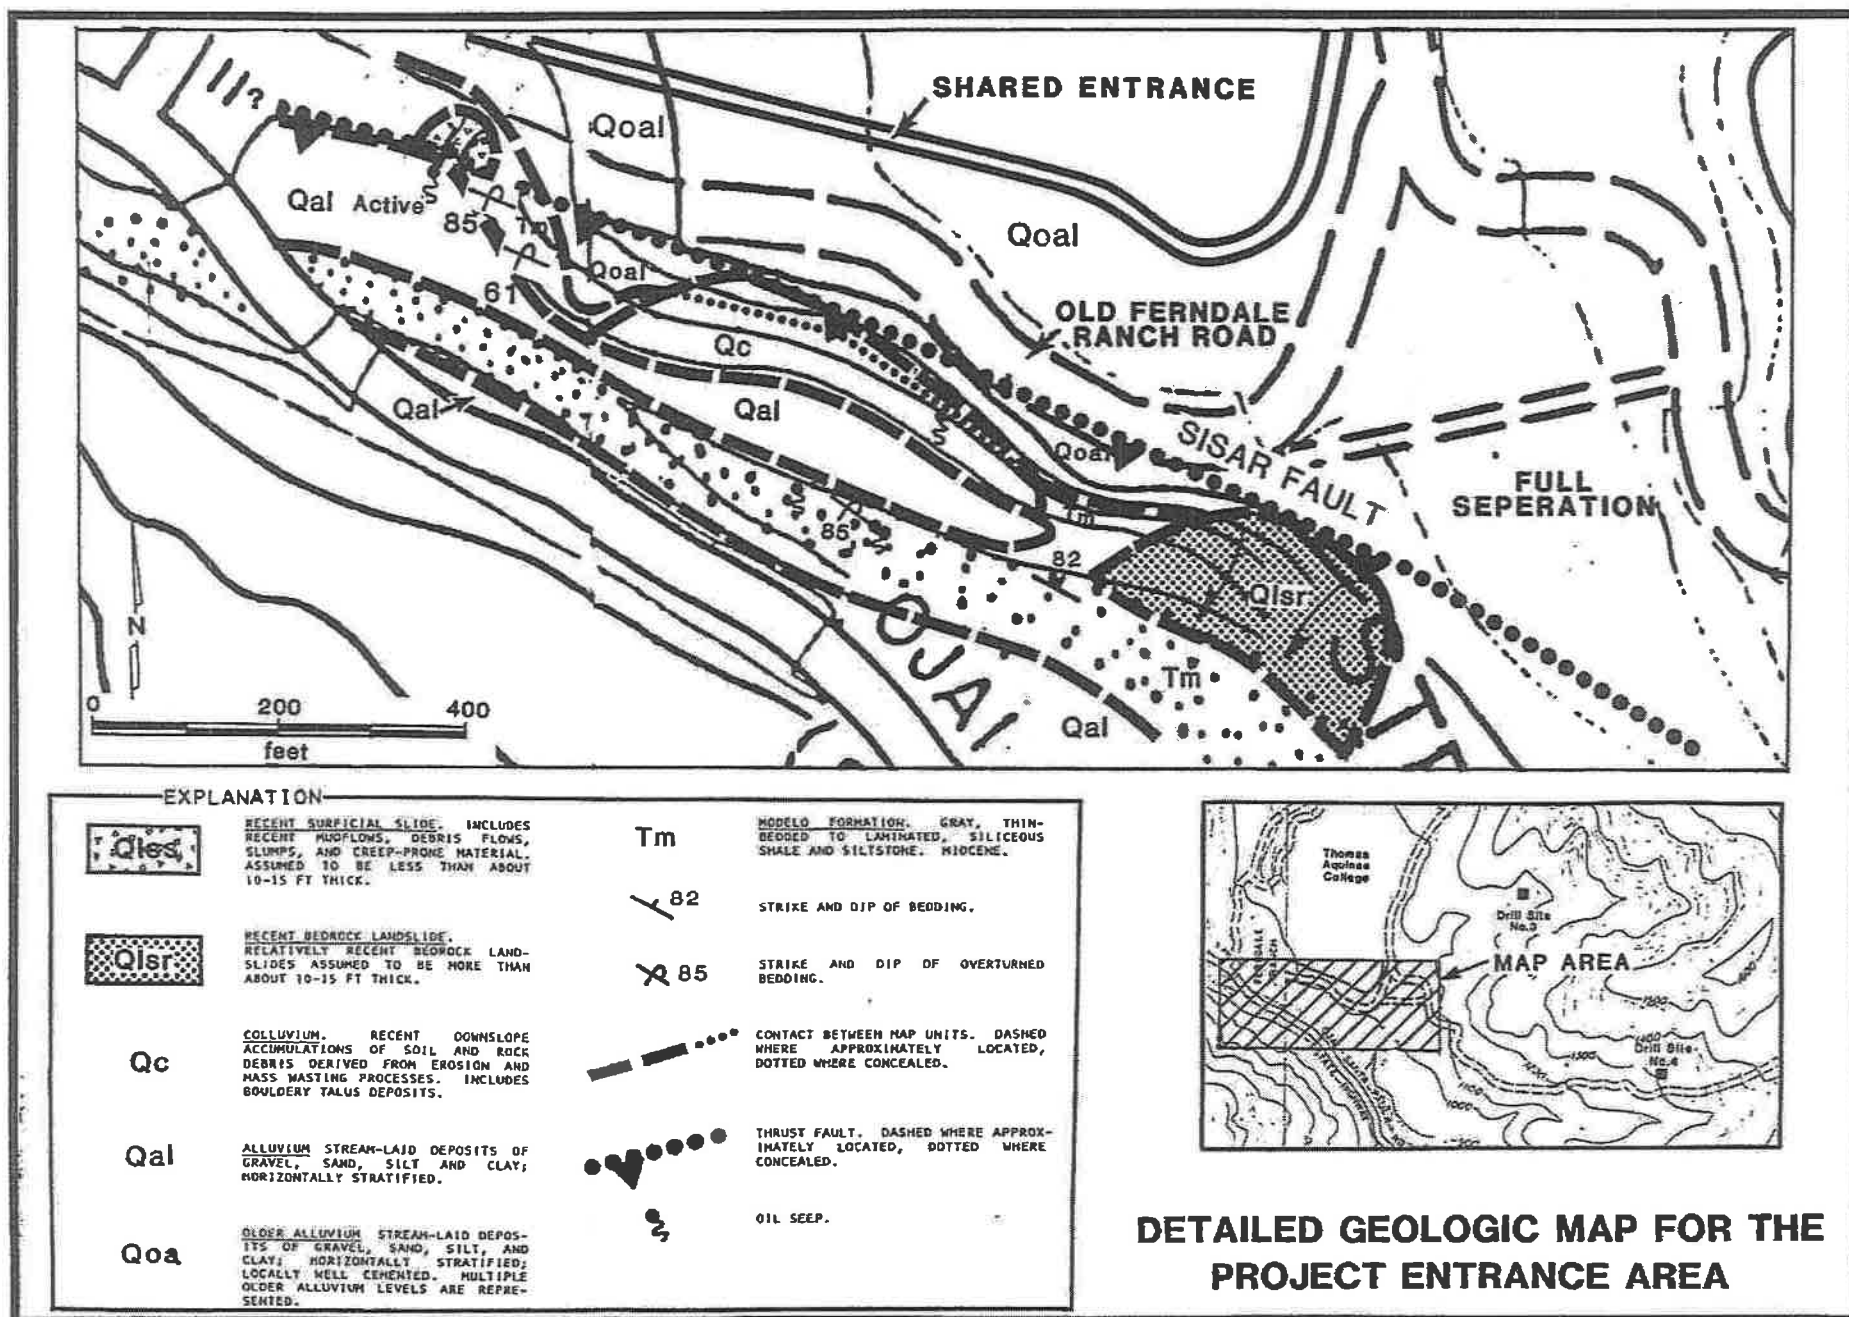 SHARED ENTRANCE
?
Qoal
Qal Active
85
Tm
Qoal
OLD FERNDALE
RANCH ROAD
61
Qoal
Qc
Qal
Qal
SISAR FAULT
Qoal
FULL
SEPERATION
Tm
85
82
Qlsr
OJAI
Tm
Qal
N
0 200 400
feet
EXPLANATION
Qlss
RECENT SURFICIAL SLIDE. INCLUDES
RECENT MUDFLOWS, DEBRIS FLOWS,
SLUMPS, AND CREEP-PRONE MATERIAL.
ASSUMED TO BE LESS THAN ABOUT
10-15 FT THICK.
Qlsr
RECENT BEDROCK LANDSLIDE.
RELATIVELY RECENT BEDROCK LAND-
SLIDES ASSUMED TO BE MORE THAN
ABOUT 10-15 FT THICK.
Qc
COLLUVIUM. RECENT DOWNSLOPE
ACCUMULATIONS OF SOIL AND ROCK
DEBRIS DERIVED FROM EROSION AND
MASS WASTING PROCESSES. INCLUDES
BOULDERY TALUS DEPOSITS.
Qal
ALLUVIUM STREAM-LAID DEPOSITS OF
GRAVEL, SAND, SILT AND CLAY;
HORIZONTALLY STRATIFIED.
Qoa
OLDER ALLUVIUM STREAM-LAID DEPOS-
ITS OF GRAVEL, SAND, SILT, AND
CLAY; HORIZONTALLY STRATIFIED;
LOCALLY WELL CEMENTED. MULTIPLE
OLDER ALLUVIUM LEVELS ARE REPRE-
SENTED.
Tm
MODELO FORMATION. GRAY, THIN-
BEDDED TO LAMINATED, SILICEOUS
SHALE AND SILTSTONE. MIOCENE.
82
STRIKE AND DIP OF BEDDING.
85
STRIKE AND DIP OF OVERTURNED
BEDDING.
CONTACT BETWEEN MAP UNITS. DASHED
WHERE APPROXIMATELY LOCATED,
DOTTED WHERE CONCEALED.
THRUST FAULT. DASHED WHERE APPROX-
IMATELY LOCATED, DOTTED WHERE
CONCEALED.
OIL SEEP.
Thomas
Aquinas
College
Drill Site
No.3
MAP AREA
Drill Site
No.4
1100
1000
DETAILED GEOLOGIC MAP FOR THE
PROJECT ENTRANCE AREA